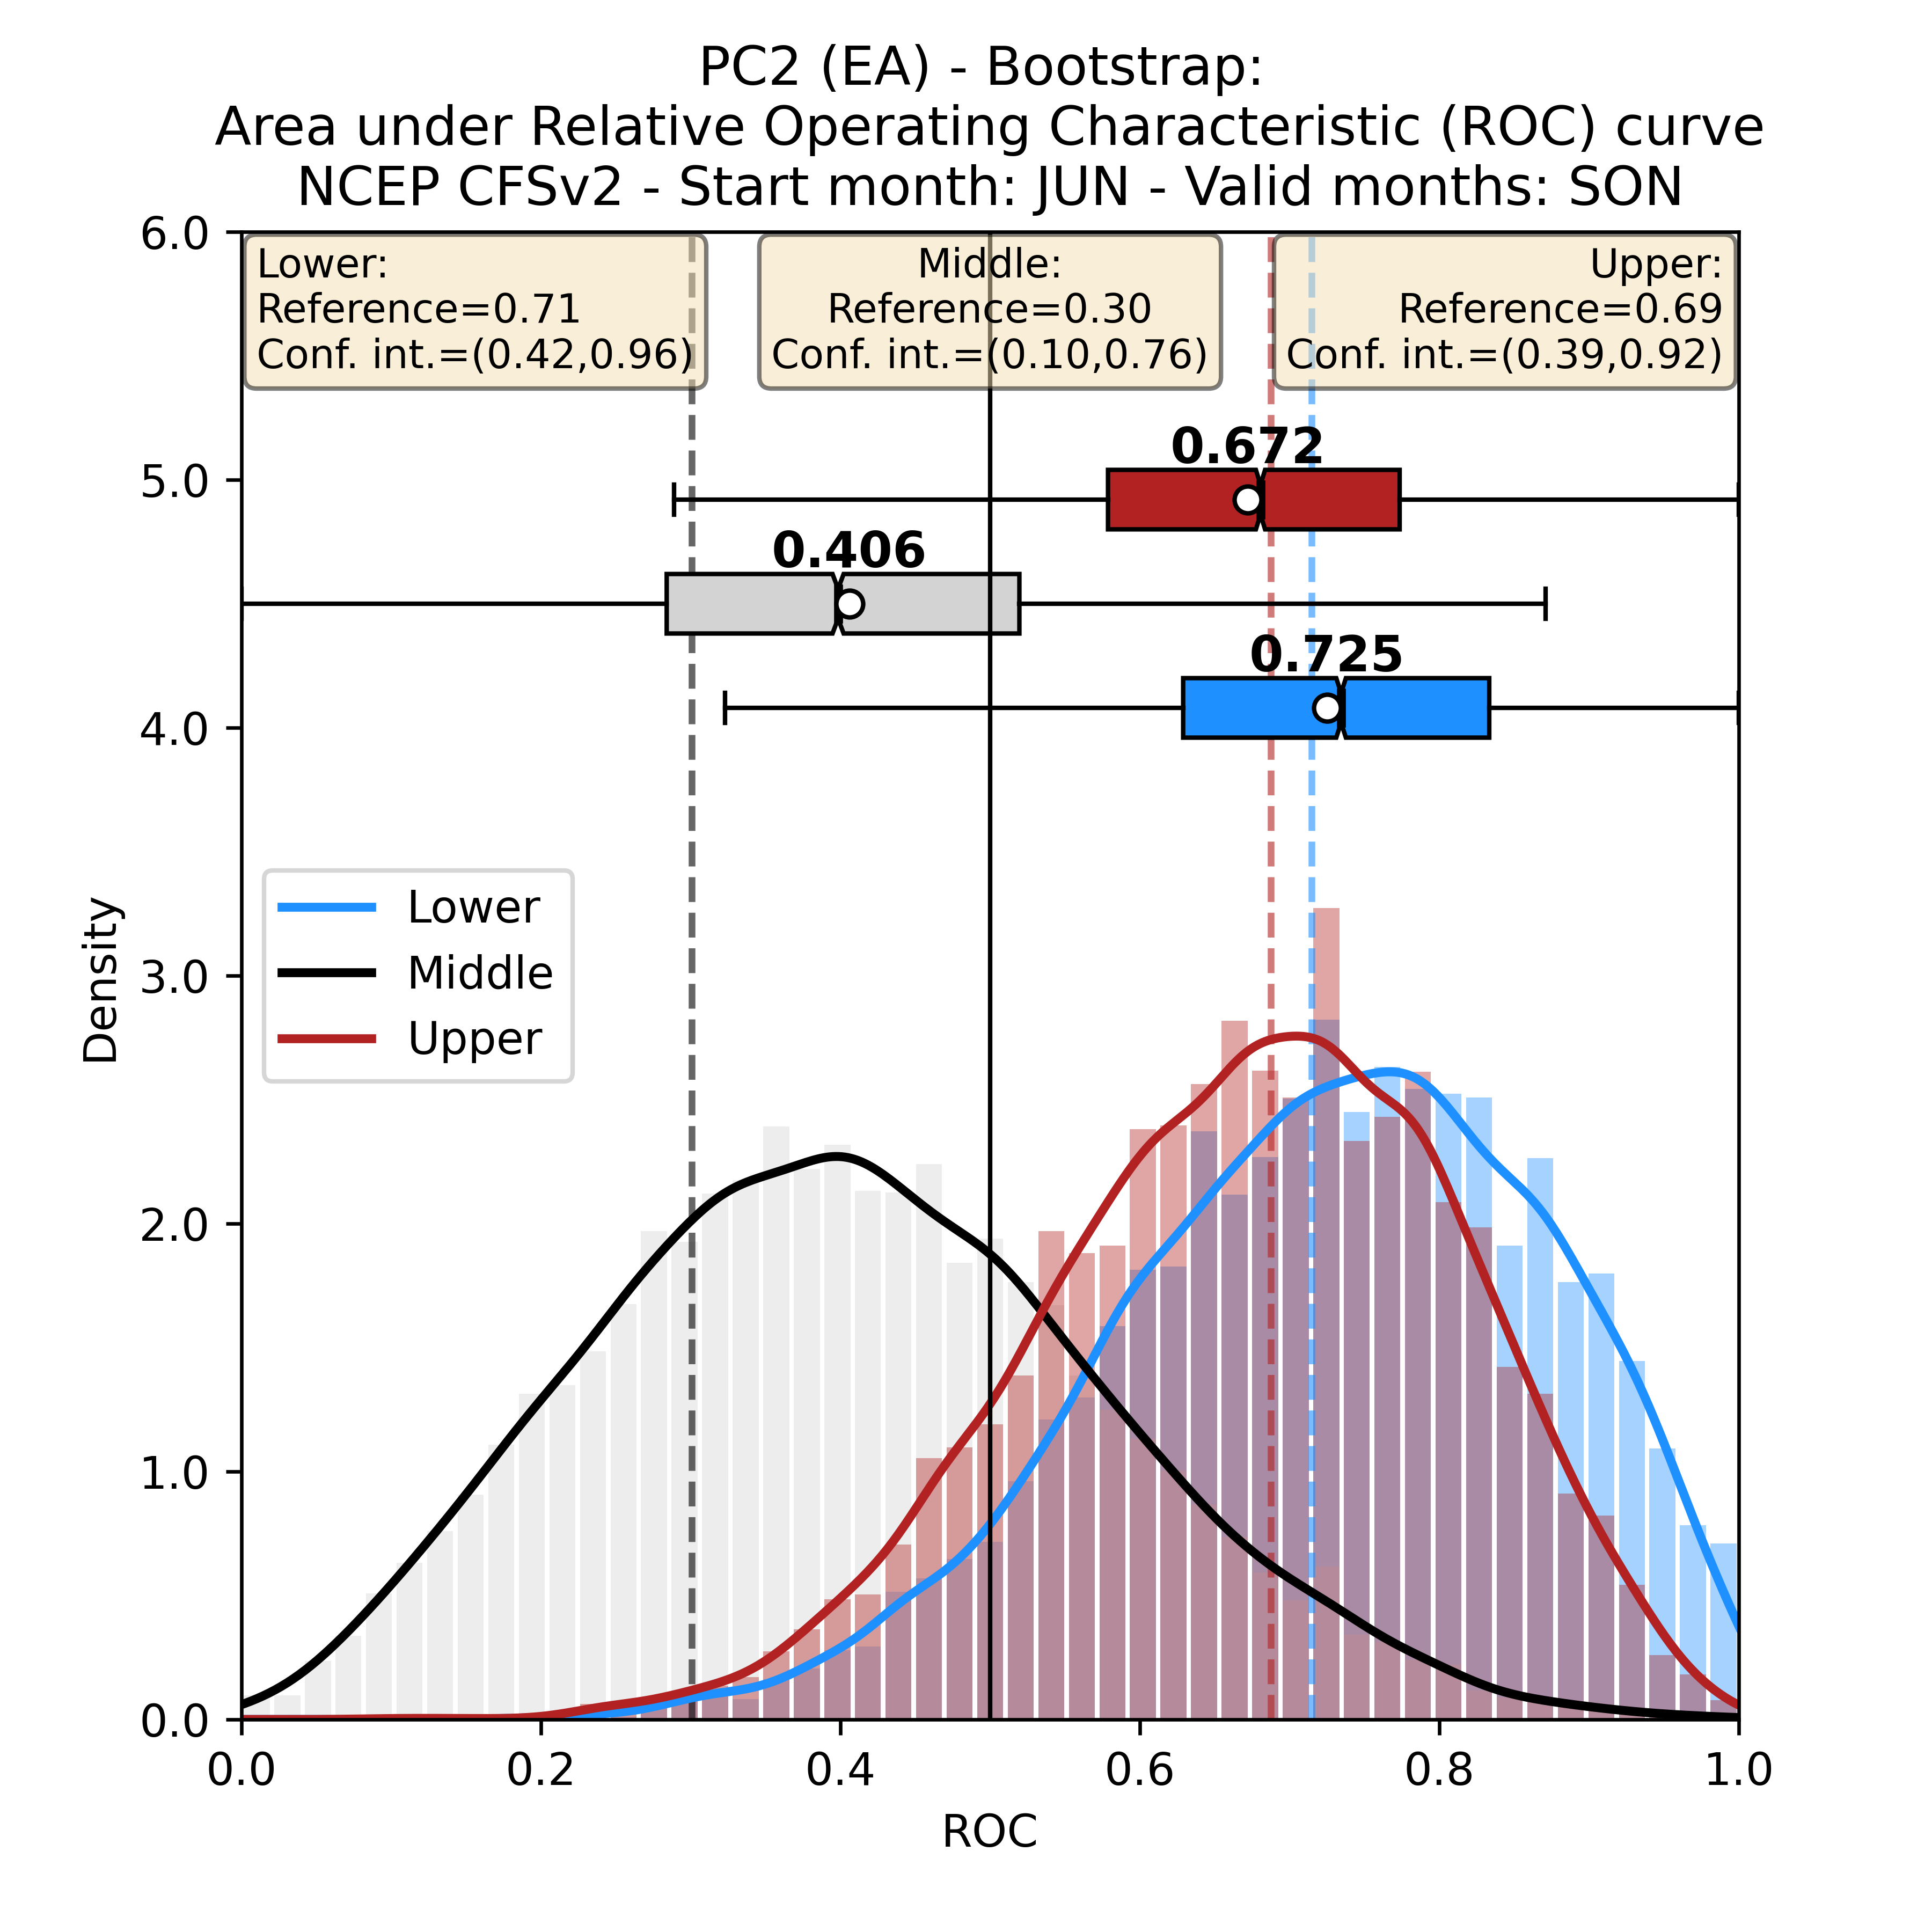 PC2 (EA) - Bootstrap:
Area under Relative Operating Characteristic (ROC) curve
NCEP CFSv2 - Start month: JUN - Valid months: SON
Lower:
Reference=0.71
Conf. int.=(0.42,0.96)
Middle:
Reference=0.30
Conf. int.=(0.10,0.76)
Upper:
Reference=0.69
Conf. int.=(0.39,0.92)
0.672
0.406
0.725
Lower
Middle
Upper
Density
6.0
5.0
4.0
3.0
2.0
1.0
0.0
0.0 0.2 0.4 0.6 0.8 1.0
ROC